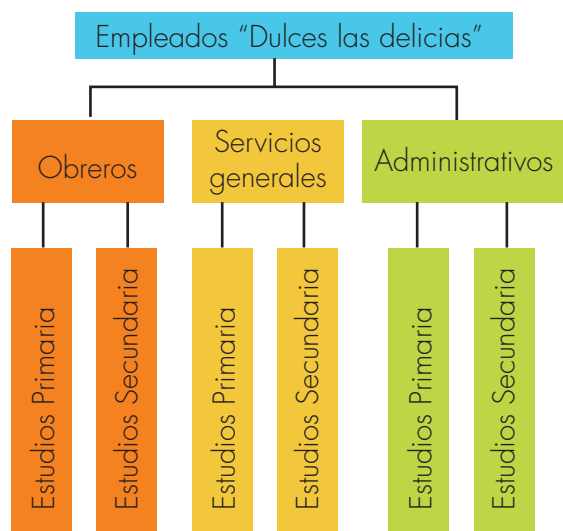 Empleados “Dulces las delicias”
Obreros
Servicios
generales
Administrativos
Estudios Primaria
Estudios Secundaria
Estudios Primaria
Estudios Secundaria
Estudios Primaria
Estudios Secundaria